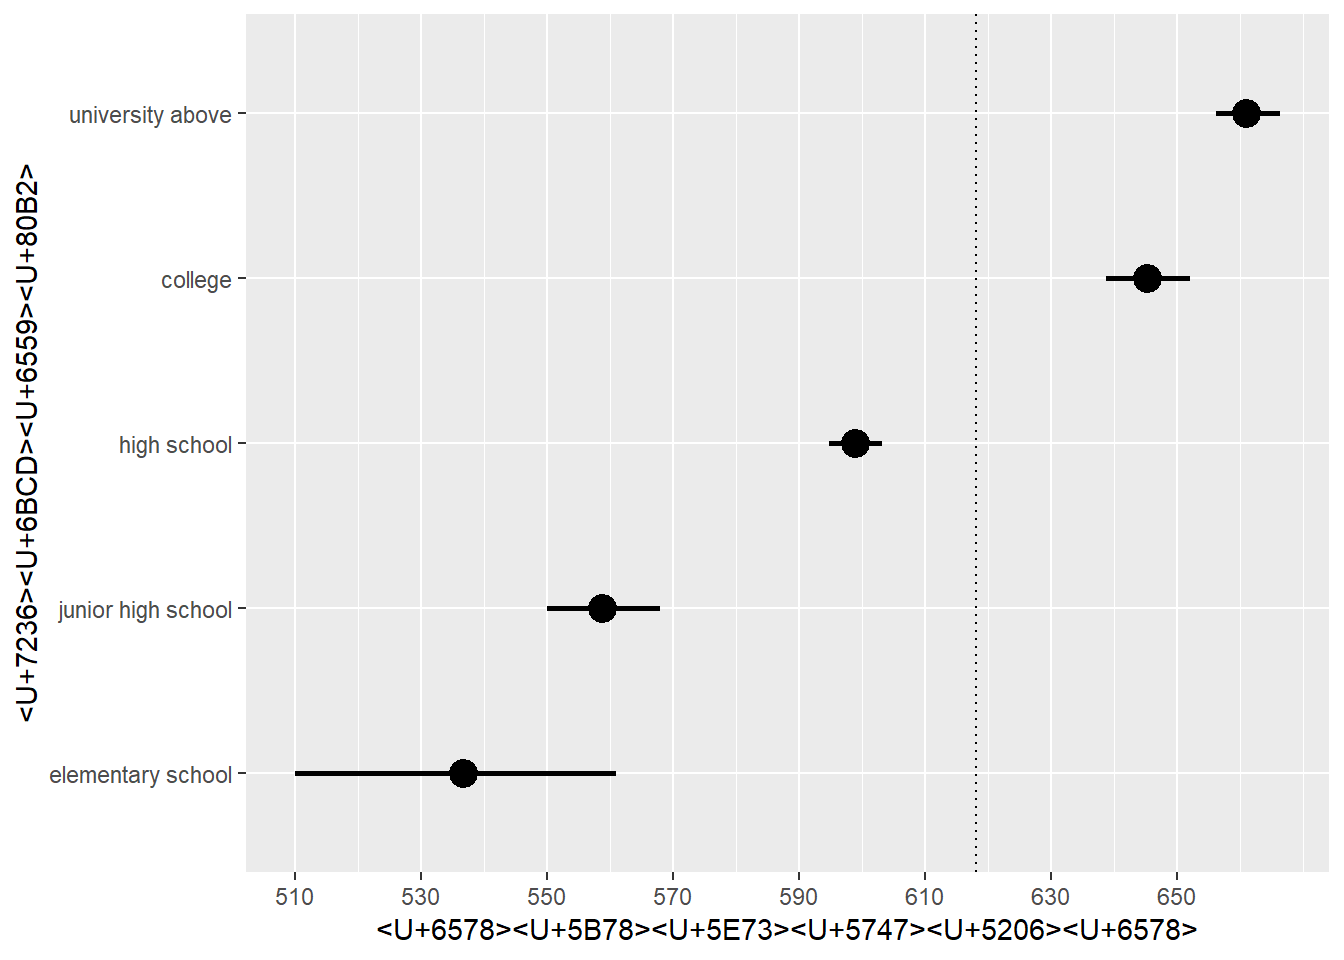 university above
college
high school
junior high school
elementary school
<U+7236><U+6BCD><U+6559><U+80B2>
510 530 550 570 590 610 630 650
<U+6578><U+5B78><U+5E73><U+5747><U+5206><U+6578>